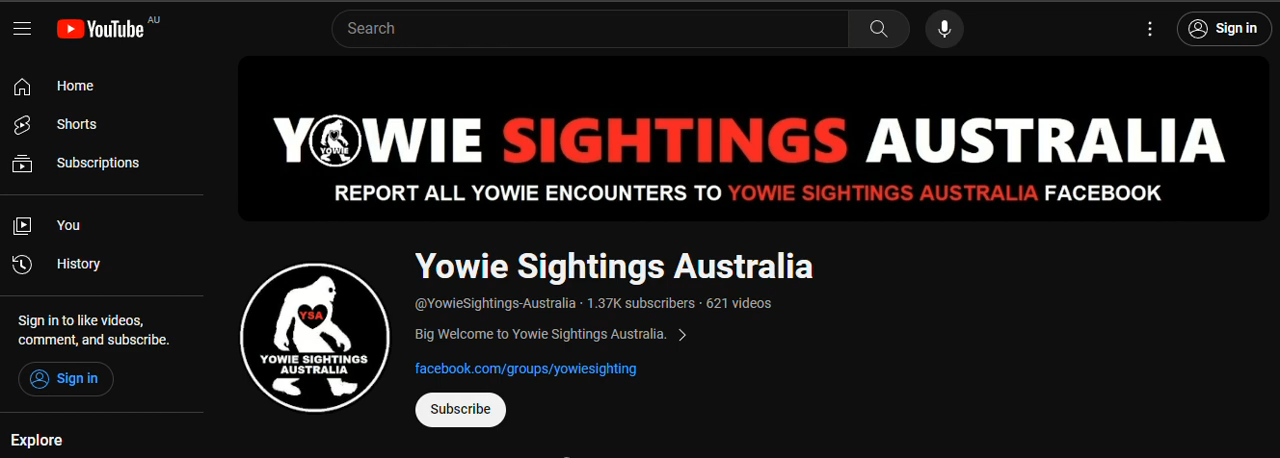 YouTube AU
Search
Sign in
Home
Shorts
Subscriptions
You
History
Sign in to like videos,
comment, and subscribe.
Sign in
Explore
YOWIE SIGHTINGS AUSTRALIA
YOWIE
REPORT ALL YOWIE ENCOUNTERS TO YOWIE SIGHTINGS AUSTRALIA FACEBOOK
YSA
YOWIE SIGHTINGS
AUSTRALIA
Yowie Sightings Australia
@YowieSightings-Australia · 1.37K subscribers · 621 videos
Big Welcome to Yowie Sightings Australia.
facebook.com/groups/yowiesighting
Subscribe